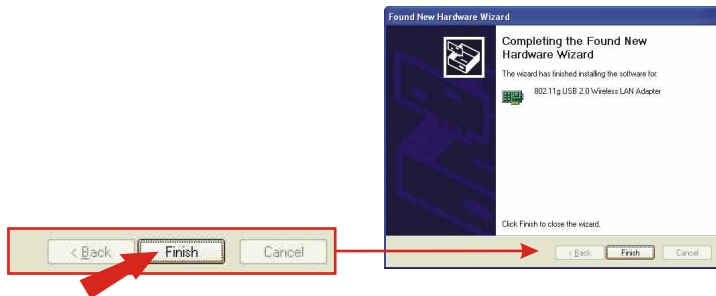 Found New Hardware Wizard
Completing the Found New
Hardware Wizard
The wizard has finished installing the software for:
802.11g USB 2.0 Wireless LAN Adapter
Click Finish to close the wizard.
< Back Finish Cancel
< Back Finish Cancel